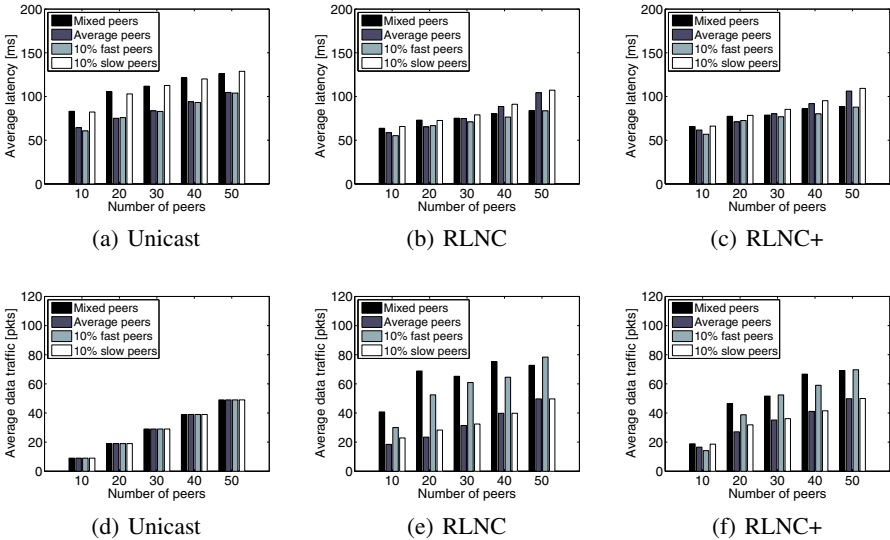 200
150
100
50
0
Average latency [ms]
Mixed peers
Average peers
10% fast peers
10% slow peers
10 20 30 40 50
Number of peers
(a) Unicast
200
150
100
50
0
Average latency [ms]
Mixed peers
Average peers
10% fast peers
10% slow peers
10 20 30 40 50
Number of peers
(b) RLNC
200
150
100
50
0
Average latency [ms]
Mixed peers
Average peers
10% fast peers
10% slow peers
10 20 30 40 50
Number of peers
(c) RLNC+
120
100
80
60
40
20
0
Average data traffic [pkts]
Mixed peers
Average peers
10% fast peers
10% slow peers
10 20 30 40 50
Number of peers
(d) Unicast
120
100
80
60
40
20
0
Average data traffic [pkts]
Mixed peers
Average peers
10% fast peers
10% slow peers
10 20 30 40 50
Number of peers
(e) RLNC
120
100
80
60
40
20
0
Average data traffic [pkts]
Mixed peers
Average peers
10% fast peers
10% slow peers
10 20 30 40 50
Number of peers
(f) RLNC+